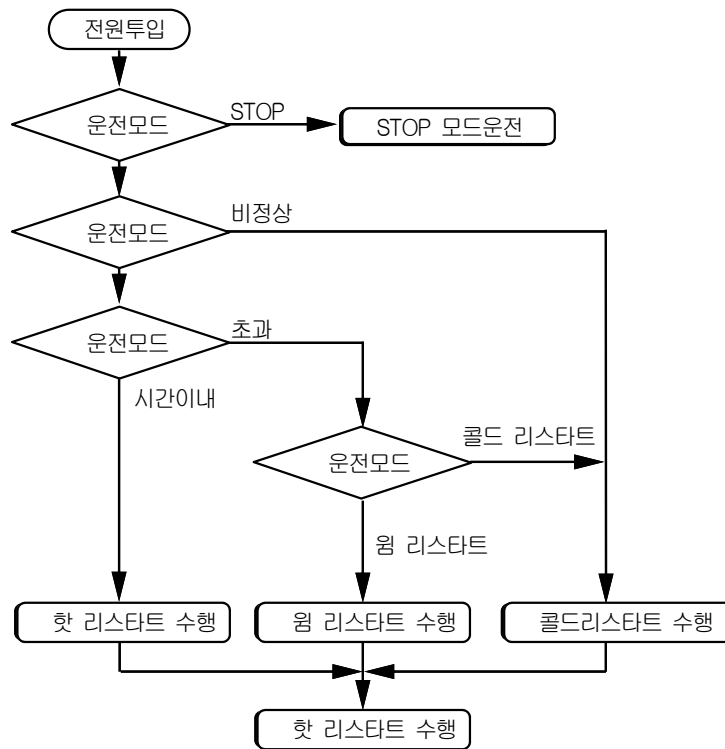 전원투입
운전모드
STOP
STOP 모드운전
운전모드
비정상
운전모드
초과
시간이내
운전모드
콜드 리스타트
웜 리스타트
핫 리스타트 수행
웜 리스타트 수행
콜드리스타트 수행
핫 리스타트 수행